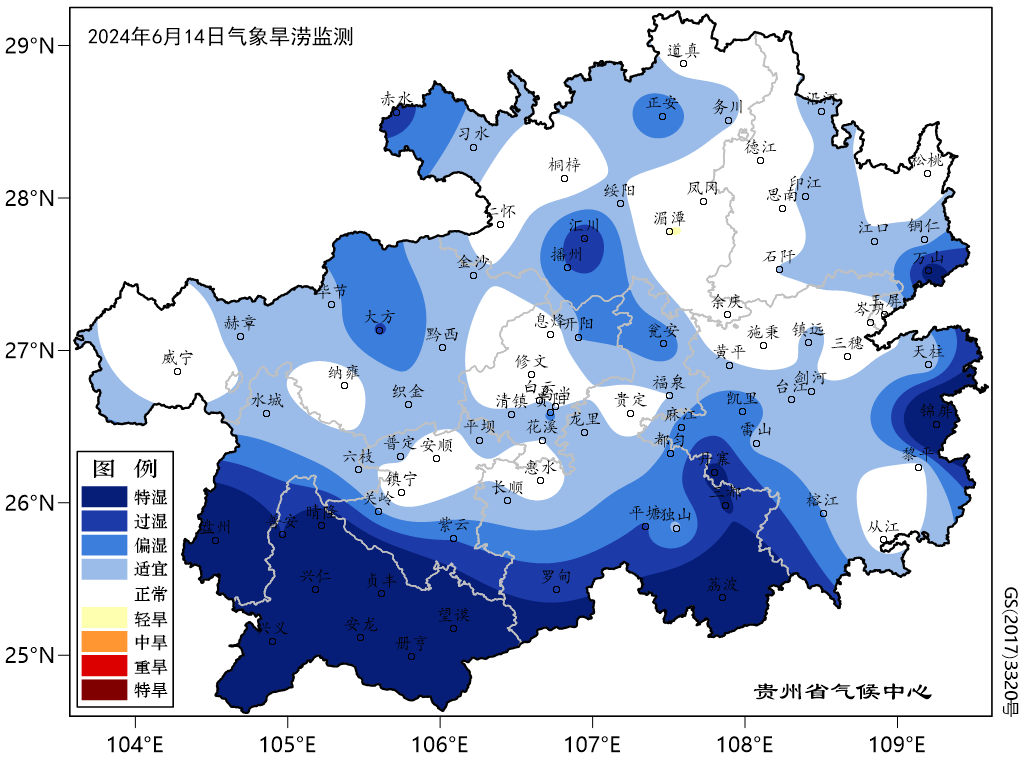 2024年6月14日气象旱涝监测
29°N
28°N
27°N
26°N
25°N
104°E
105°E
106°E
107°E
108°E
109°E
道真
赤水
正安
务川
沿河
习水
德江
桐梓
松桃
绥阳
凤冈
思南
印江
怀
湄潭
汇川
江口
铜仁
播州
石阡
万山
金沙
毕节
余庆
玉屏
岑巩
大方
赫章
息烽
开阳
黔西
瓮安
施秉
镇远
三穗
威宁
修文
黄平
天柱
纳雍
白云
福泉
台江
剑河
织金
水城
清镇
贵阳
贵定
凯里
锦屏
平坝
花溪
龙里
麻江
雷山
普定
安顺
都匀
六枝
丹寨
黎平
镇宁
惠水
关岭
长顺
三都
榕江
盘州
普安
晴隆
紫云
平塘
独山
从江
兴仁
贞丰
罗甸
荔波
兴义
安龙
望谟
册亨
图 例
特湿
过湿
偏湿
适宜
正常
轻旱
中旱
重旱
特旱
贵州省气候中心
GS(2017)3320号